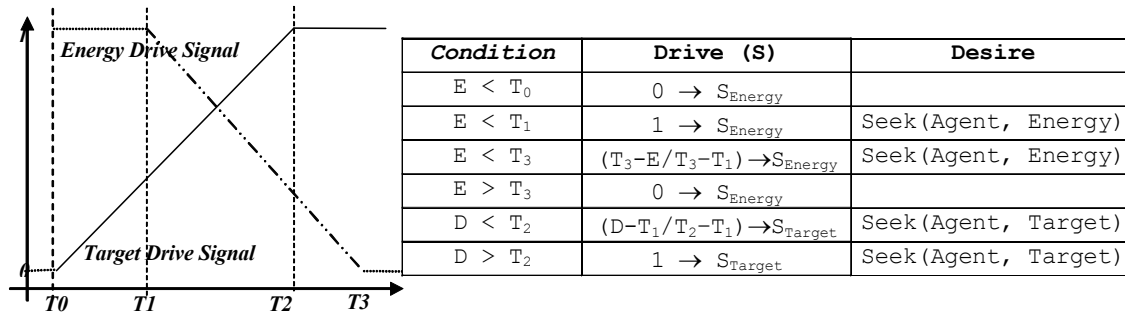 1
Energy Drive Signal
Target Drive Signal
0
T0 T1 T2 T3
Condition Drive (S) Desire
E < T0 0 → SEnergy
E < T1 1 → SEnergy Seek(Agent, Energy)
E < T3 (T3-E/T3-T1)→SEnergy Seek(Agent, Energy)
E > T3 0 → SEnergy
D < T2 (D-T1/T2-T1)→STarget Seek(Agent, Target)
D > T2 1 → STarget Seek(Agent, Target)